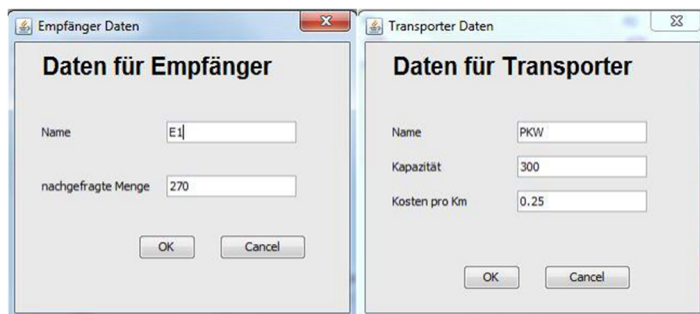 Empfänger Daten
Daten für Empfänger
Name E1
nachgefragte Menge 270
OK Cancel
Transporter Daten
Daten für Transporter
Name PKW
Kapazität 300
Kosten pro Km 0.25
OK Cancel